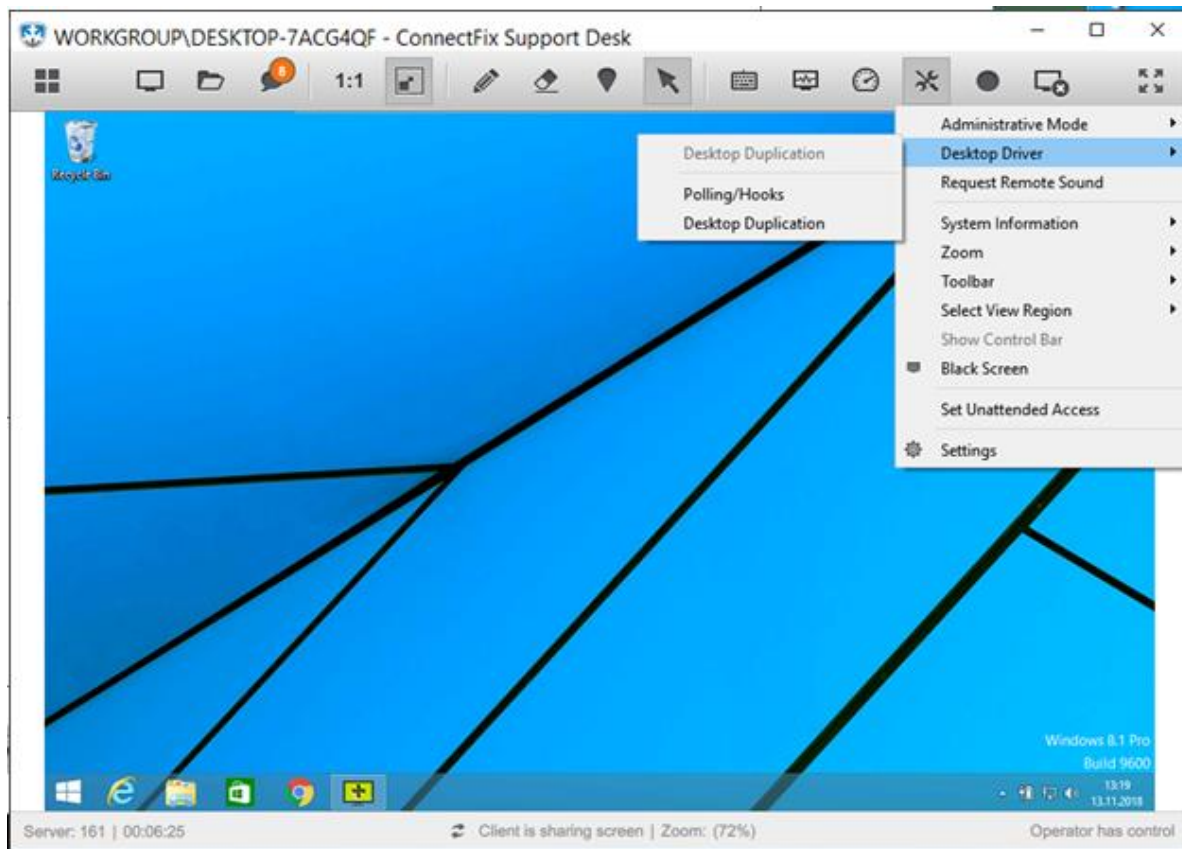 WORKGROUP\DESKTOP-7ACG4QF - ConnectFix Support Desk
1:1
Administrative Mode
Desktop Driver
Request Remote Sound
System Information
Zoom
Toolbar
Select View Region
Show Control Bar
Black Screen
Set Unattended Access
Settings
Desktop Duplication
Polling/Hooks
Desktop Duplication
Recycle Bin
Windows 8.1 Pro
Build 9600
13:19
13.11.2018
Server: 161 | 00:06:25
Client is sharing screen | Zoom: (72%)
Operator has control